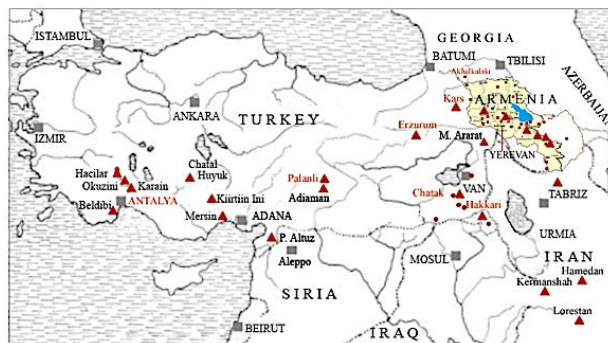 GEORGIA
ISTAMBUL
BATUMI
TBILISI
Akhalkalaki
AZERBAIJAN
ANKARA
Kars
ARMENIA
TURKEY
IZMIR
Erzurum
M. Ararat
YEREVAN
Hacilar
Okuzini
Chatal
Huyuk
Karain
Palanli
Adiaman
VAN
TABRIZ
Beldibi
ANTALYA
Kiirtiin Ini
Chatak
Hakkari
Mersin
ADANA
URMIA
P. Altuz
Aleppo
MOSUL
IRAN
SIRIA
Kermanshah
Hamedan
BEIRUT
IRAQ
Lorestan